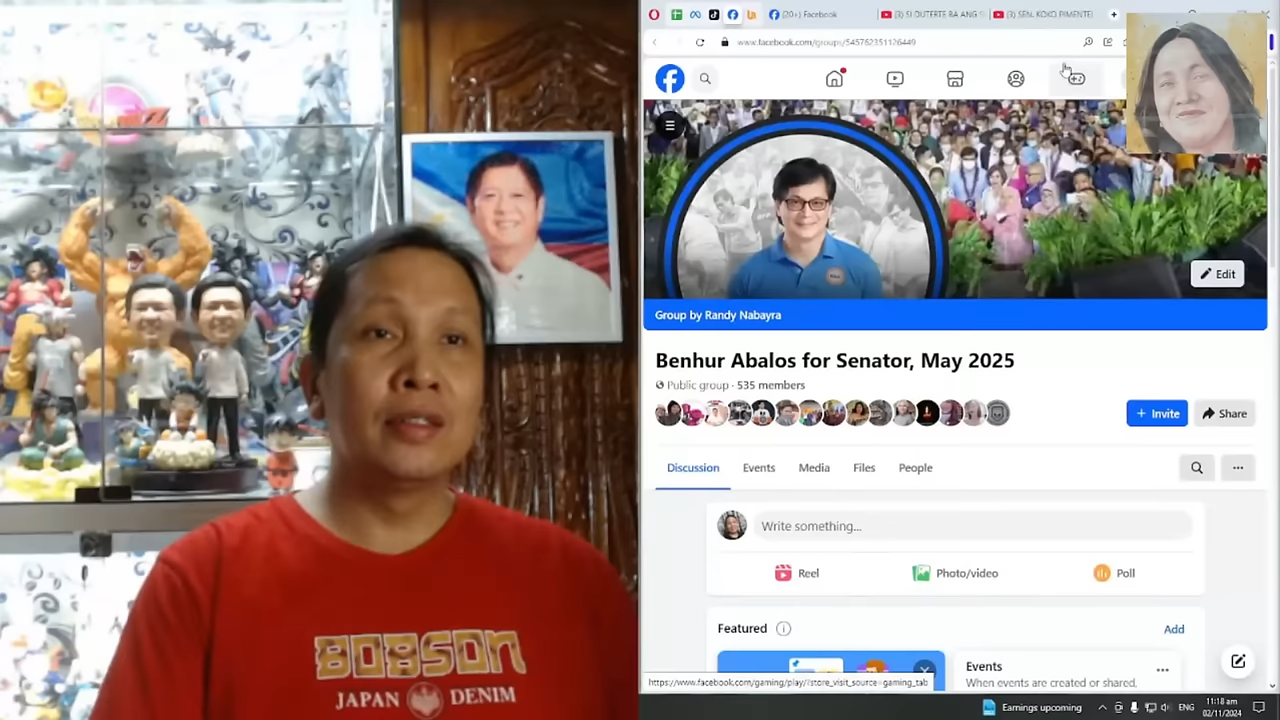 (20+) Facebook
(3) SI DUTERTE BA ANG
(3) SEN. KOKO PIMENTEL
www.facebook.com/groups/545762351126449
Edit
Group by Randy Nabayra
Benhur Abalos for Senator, May 2025
Public group · 535 members
+ Invite
Share
Discussion
Events
Media
Files
People
Write something...
Reel
Photo/video
Poll
Featured
Add
Events
When events are created or shared,
https://www.facebook.com/gaming/play/?store_visit_source=gaming_tab
Earnings upcoming
ENG
11:18 am
02/11/2024
BOBSON
JAPAN DENIM